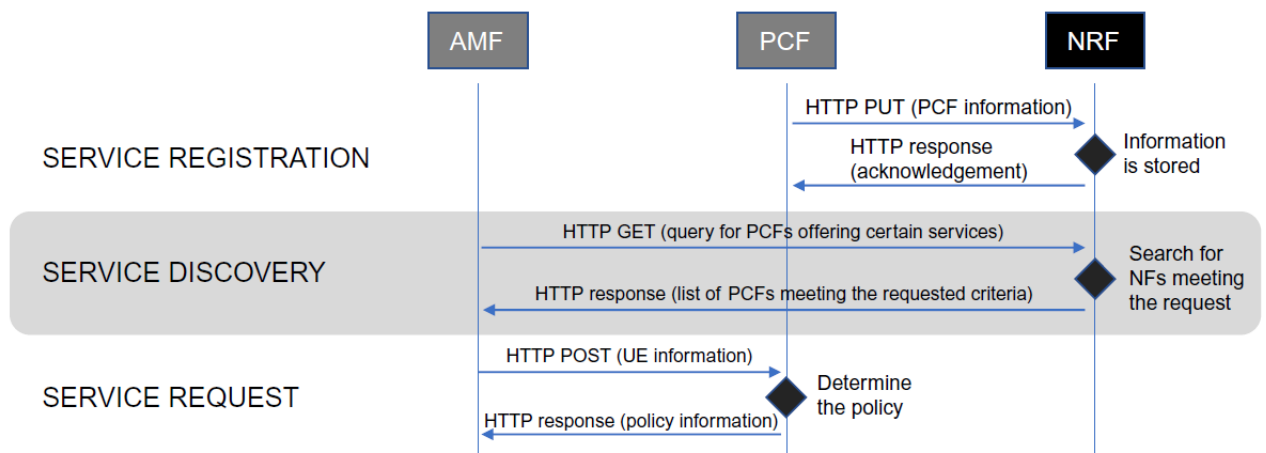 AMF
PCF
NRF
HTTP PUT (PCF information)
SERVICE REGISTRATION
HTTP response
(acknowledgement)
Information
is stored
HTTP GET (query for PCFs offering certain services)
SERVICE DISCOVERY
Search for
NFs meeting
the request
HTTP response (list of PCFs meeting the requested criteria)
HTTP POST (UE information)
SERVICE REQUEST
Determine
the policy
HTTP response (policy information)